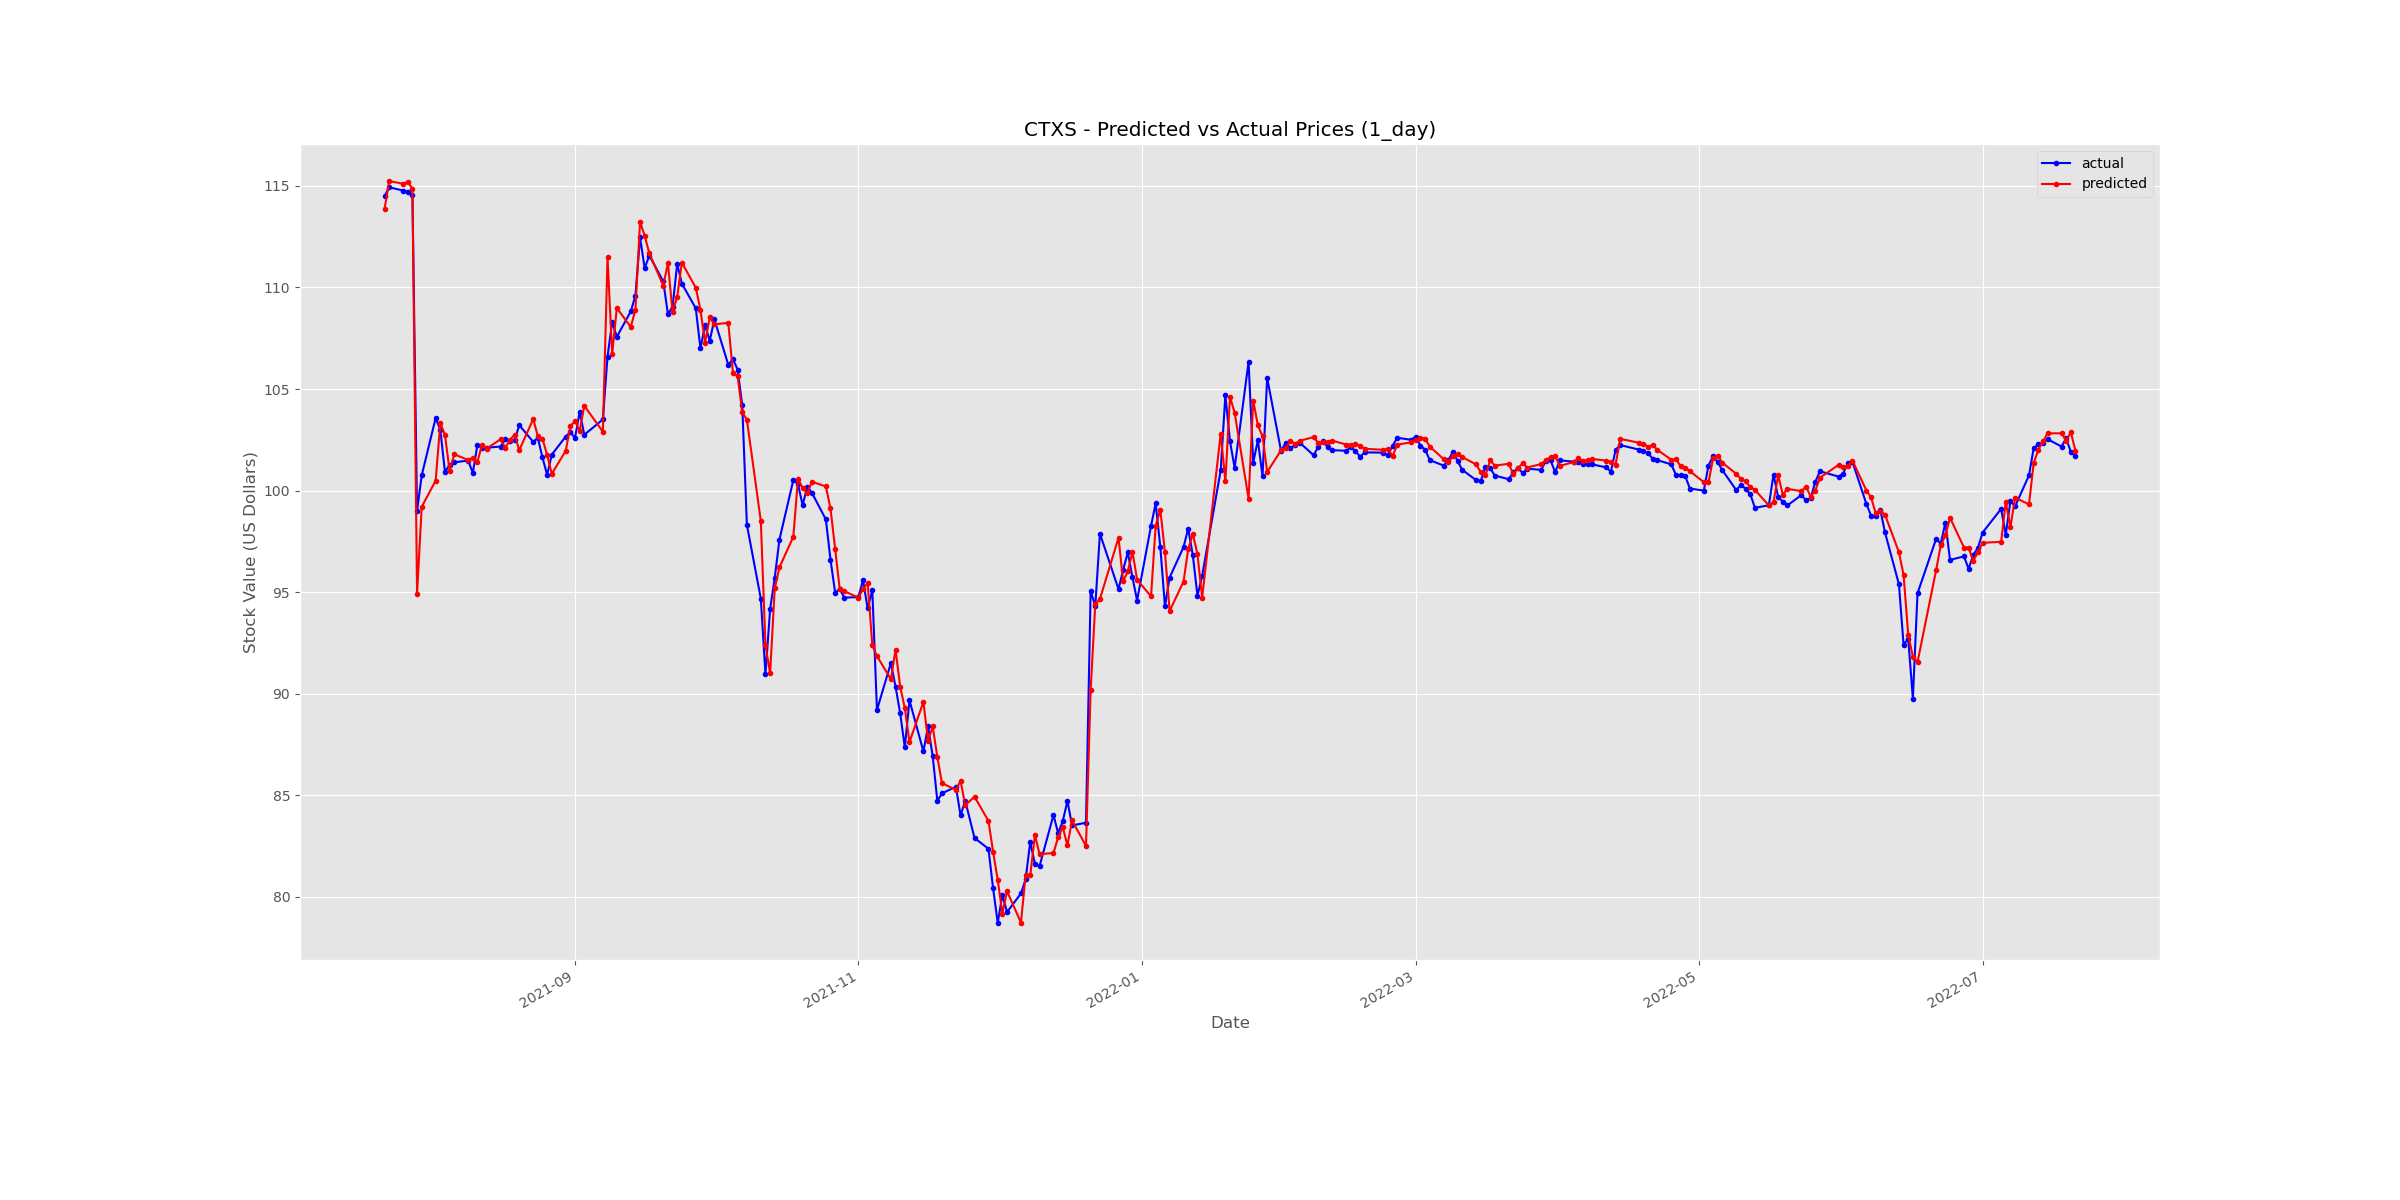 CTXS - Predicted vs Actual Prices (1_day)
actual
predicted
115
110
105
100
95
90
85
80
Stock Value (US Dollars)
2021-09
2021-11
2022-01
2022-03
2022-05
2022-07
Date